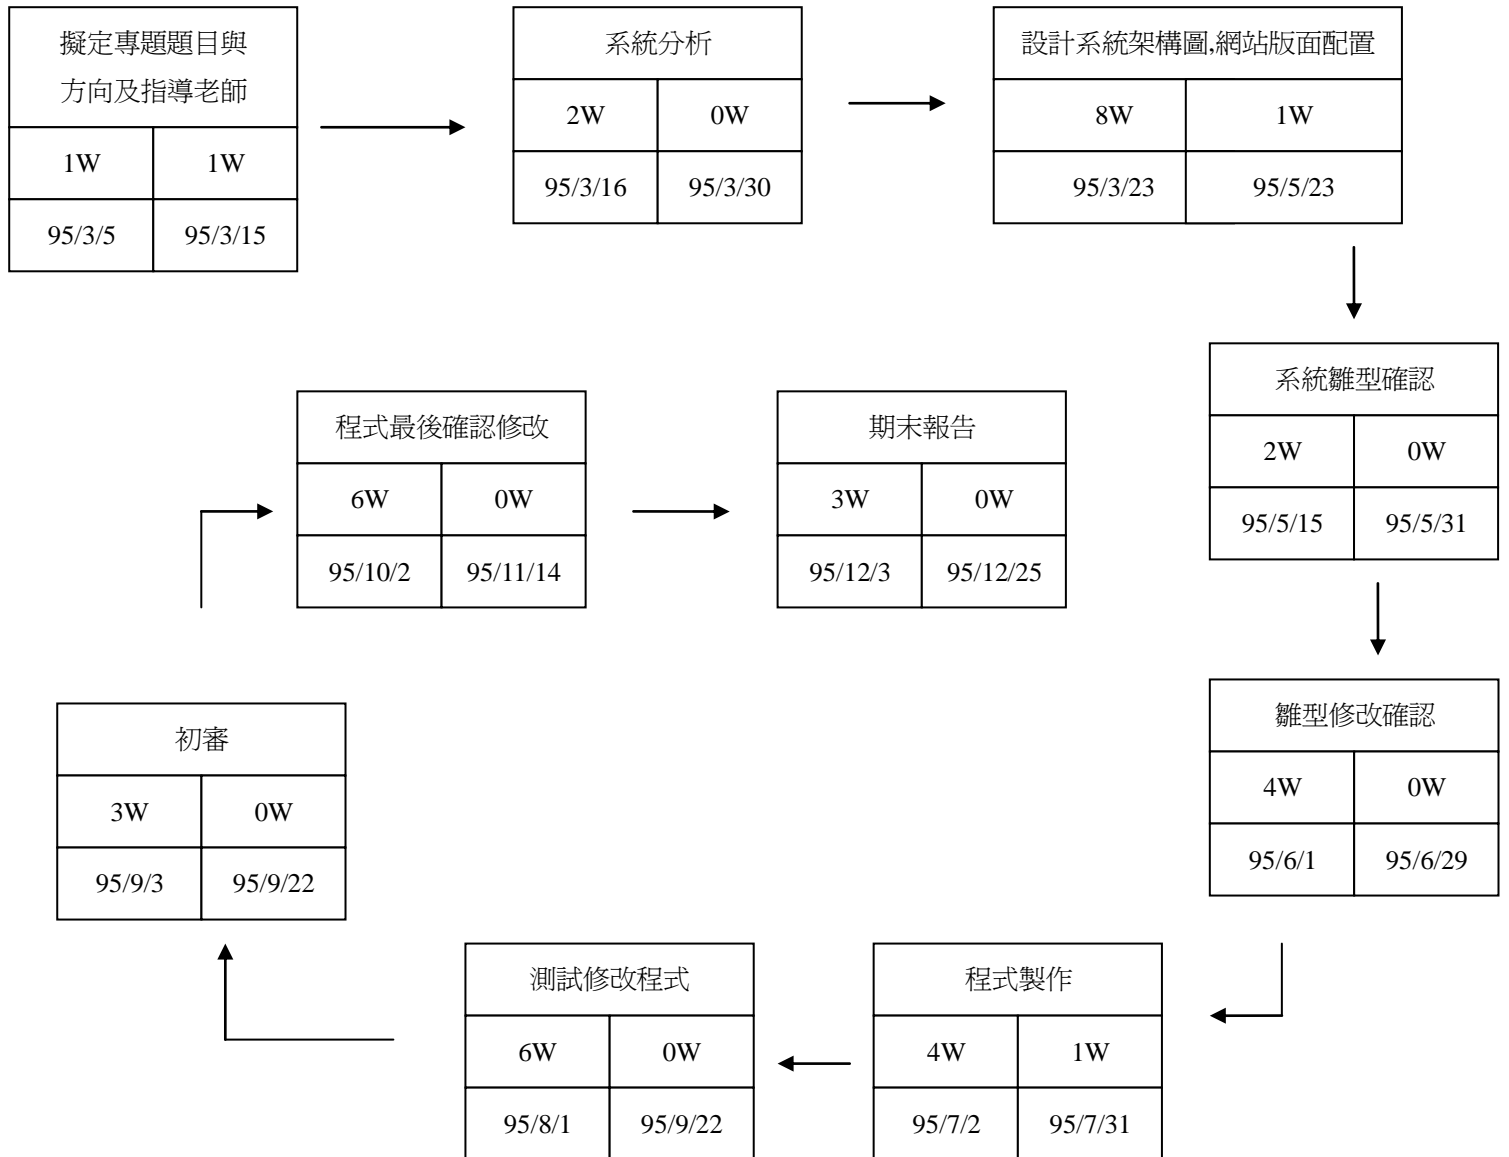 擬定專題題目與
方向及指導老師
1W 1W
95/3/5 95/3/15
系統分析
2W 0W
95/3/16 95/3/30
設計系統架構圖,網站版面配置
8W 1W
95/3/23 95/5/23
系統雛型確認
2W 0W
95/5/15 95/5/31
雛型修改確認
4W 0W
95/6/1 95/6/29
程式製作
4W 1W
95/7/2 95/7/31
測試修改程式
6W 0W
95/8/1 95/9/22
初審
3W 0W
95/9/3 95/9/22
程式最後確認修改
6W 0W
95/10/2 95/11/14
期末報告
3W 0W
95/12/3 95/12/25